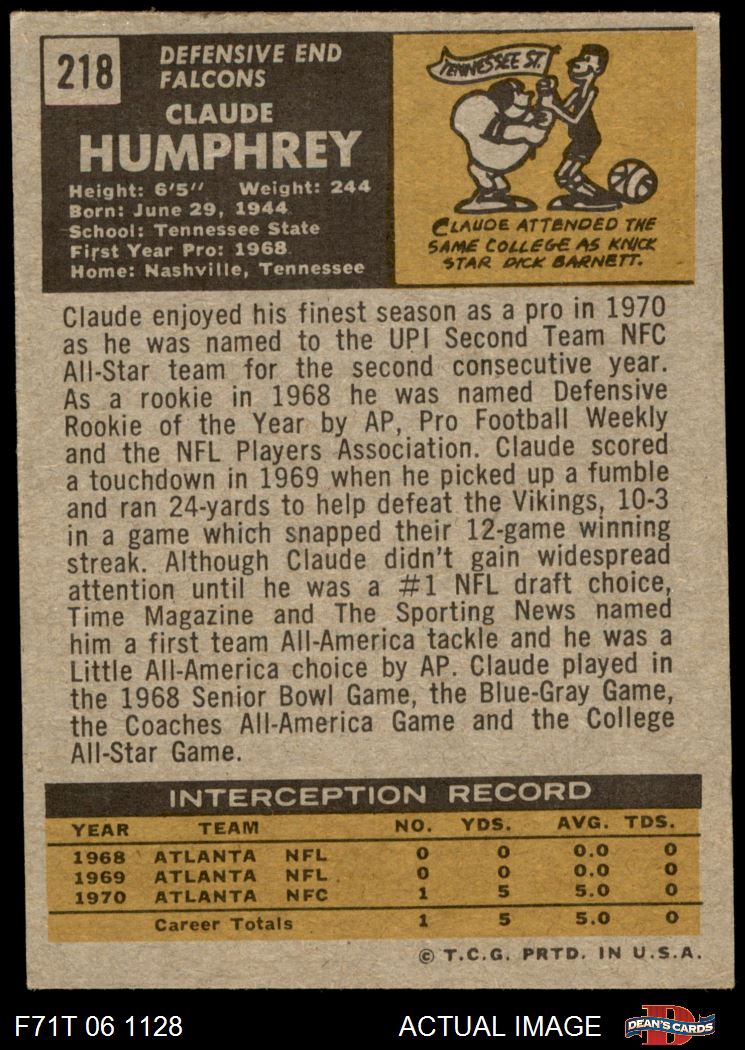 218
DEFENSIVE END
FALCONS
CLAUDE
HUMPHREY
Height: 6'5" Weight: 244
Born: June 29, 1944
School: Tennessee State
First Year Pro: 1968
Home: Nashville, Tennessee
TENNESSEE ST.
CLAUDE ATTENDED THE
SAME COLLEGE AS KNICK
STAR DICK BARNETT.
Claude enjoyed his finest season as a pro in 1970
as he was named to the UPI Second Team NFC
All-Star team for the second consecutive year.
As a rookie in 1968 he was named Defensive
Rookie of the Year by AP, Pro Football Weekly
and the NFL Players Association. Claude scored
a touchdown in 1969 when he picked up a fumble
and ran 24-yards to help defeat the Vikings, 10-3
in a game which snapped their 12-game winning
streak. Although Claude didn't gain widespread
attention until he was a #1 NFL draft choice,
Time Magazine and The Sporting News named
him a first team All-America tackle and he was a
Little All-America choice by AP. Claude played in
the 1968 Senior Bowl Game, the Blue-Gray Game,
the Coaches All-America Game and the College
All-Star Game.
INTERCEPTION RECORD
YEAR TEAM NO. YDS. AVG. TDS.
1968 ATLANTA NFL 0 0 0.0 0
1969 ATLANTA NFL 0 0 0.0 0
1970 ATLANTA NFC 1 5 5.0 0
Career Totals 1 5 5.0 0
© T.C.G. PRTD. IN U.S.A.
F71T 06 1128 ACTUAL IMAGE D DEAN'S CARDS